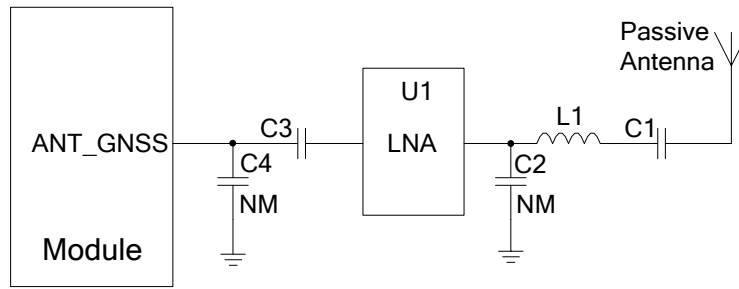 Passive
Antenna
U1
L1
C1
C3
ANT_GNSS
LNA
C4
C2
NM
NM
Module